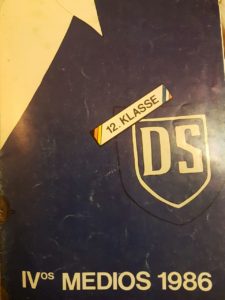 12. KLASSE
DS
IVos MEDIOS 1986